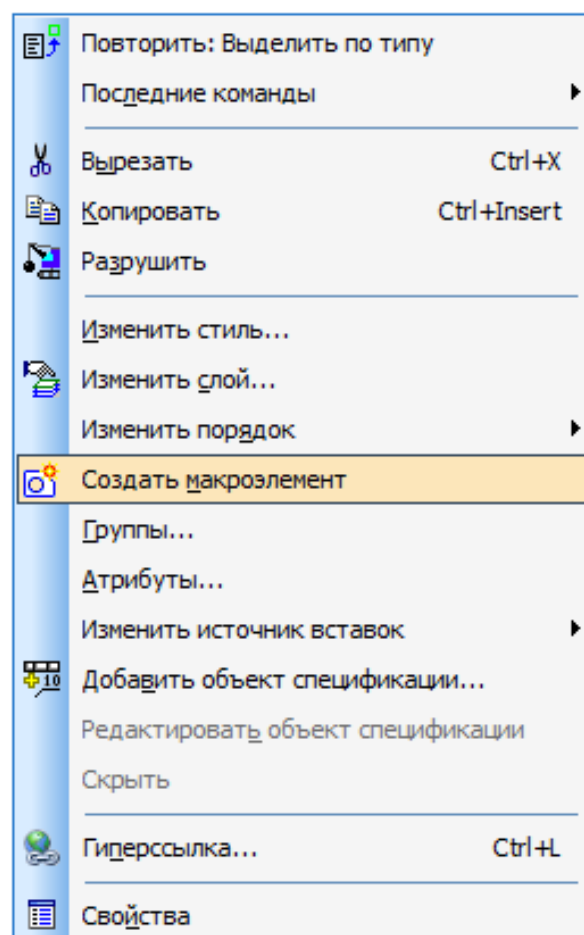 Повторить: Выделить по типу
Последние команды
Вырезать Ctrl+X
Копировать Ctrl+Insert
Разрушить
Изменить стиль...
Изменить слой...
Изменить порядок
Создать макроэлемент
Группы...
Атрибуты...
Изменить источник вставок
Добавить объект спецификации...
Редактировать объект спецификации
Скрыть
Гиперссылка... Ctrl+L
Свойства